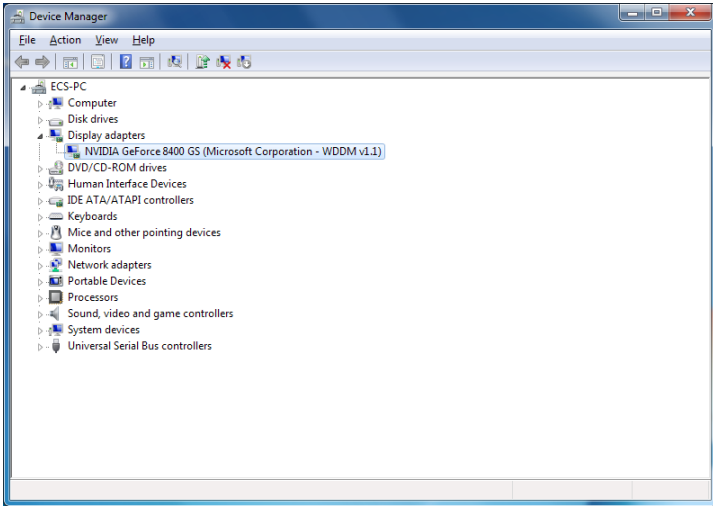 Device Manager
File Action View Help
ECS-PC
Computer
Disk drives
Display adapters
NVIDIA GeForce 8400 GS (Microsoft Corporation - WDDM v1.1)
DVD/CD-ROM drives
Human Interface Devices
IDE ATA/ATAPI controllers
Keyboards
Mice and other pointing devices
Monitors
Network adapters
Portable Devices
Processors
Sound, video and game controllers
System devices
Universal Serial Bus controllers